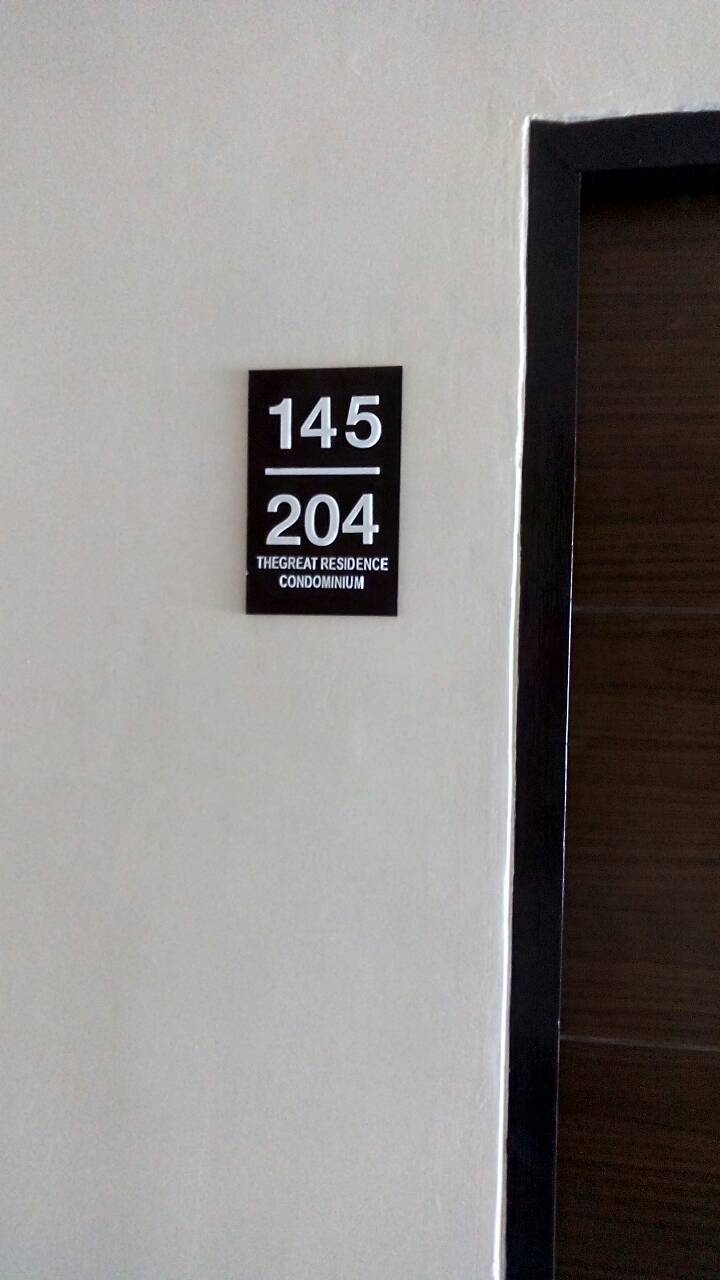 145
204
THEGREAT RESIDENCE
CONDOMINIUM